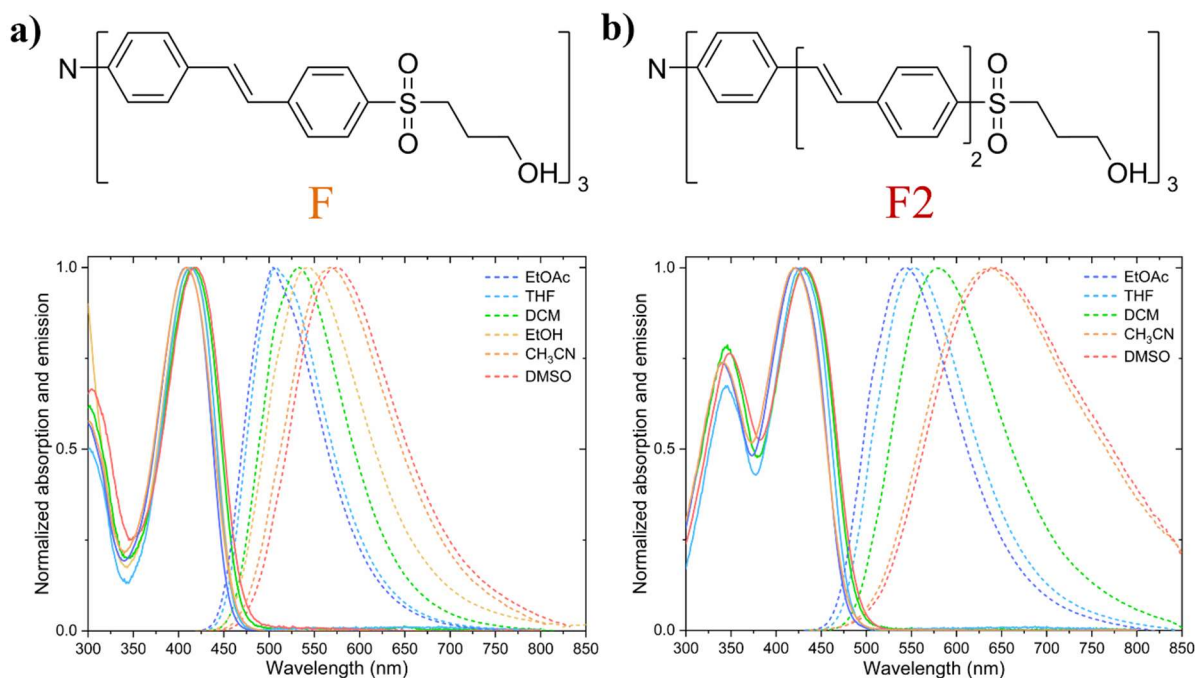 a)
N
O
S
O
OH
3
F
Normalized absorption and emission
1.0
0.5
0.0
300 350 400 450 500 550 600 650 700 750 800 850
Wavelength (nm)
EtOAc
THF
DCM
EtOH
CH3CN
DMSO
b)
N
O
S
O
2
OH
3
F2
Normalized absorption and emission
1.0
0.5
0.0
300 350 400 450 500 550 600 650 700 750 800 850
Wavelength (nm)
EtOAc
THF
DCM
CH3CN
DMSO